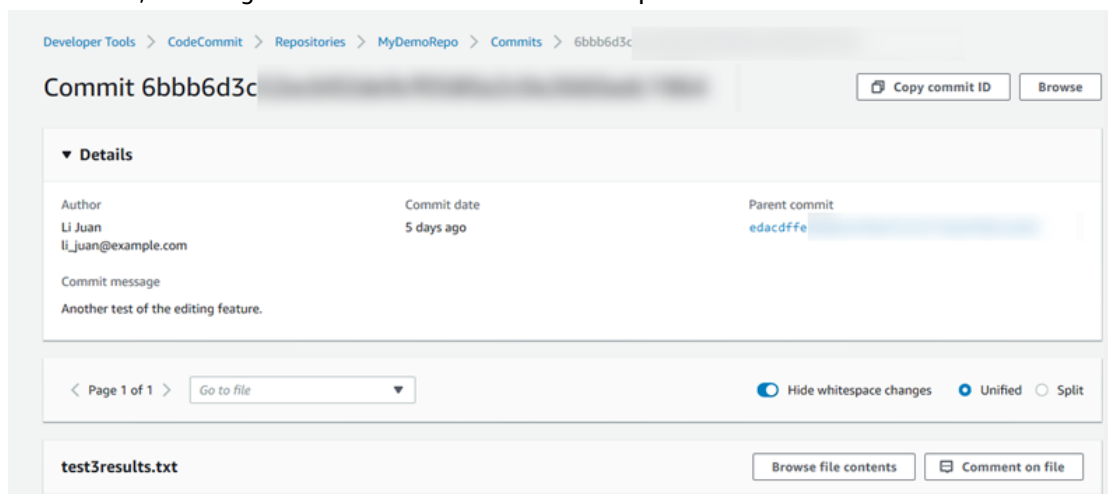 Developer Tools > CodeCommit > Repositories > MyDemoRepo > Commits > 6bbb6d3c
Commit 6bbb6d3c
Copy commit ID
Browse
Details
Author
Commit date
Parent commit
Li Juan
5 days ago
edacdffe
li_juan@example.com
Commit message
Another test of the editing feature.
< Page 1 of 1 >
Go to file
Hide whitespace changes
Unified
Split
test3results.txt
Browse file contents
Comment on file